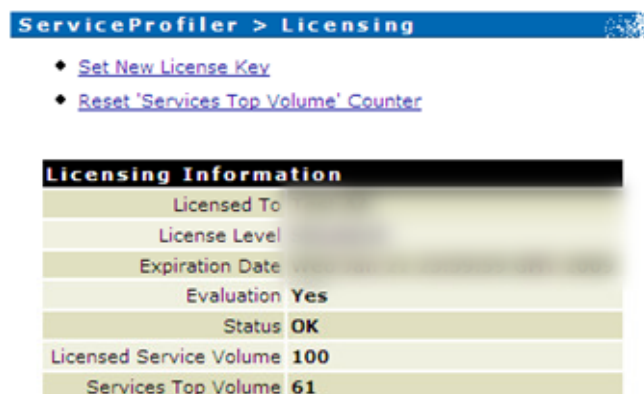 ServiceProfiler > Licensing
Set New License Key
Reset 'Services Top Volume' Counter
Licensing Information
Licensed To
License Level
Expiration Date
Evaluation Yes
Status OK
Licensed Service Volume 100
Services Top Volume 61